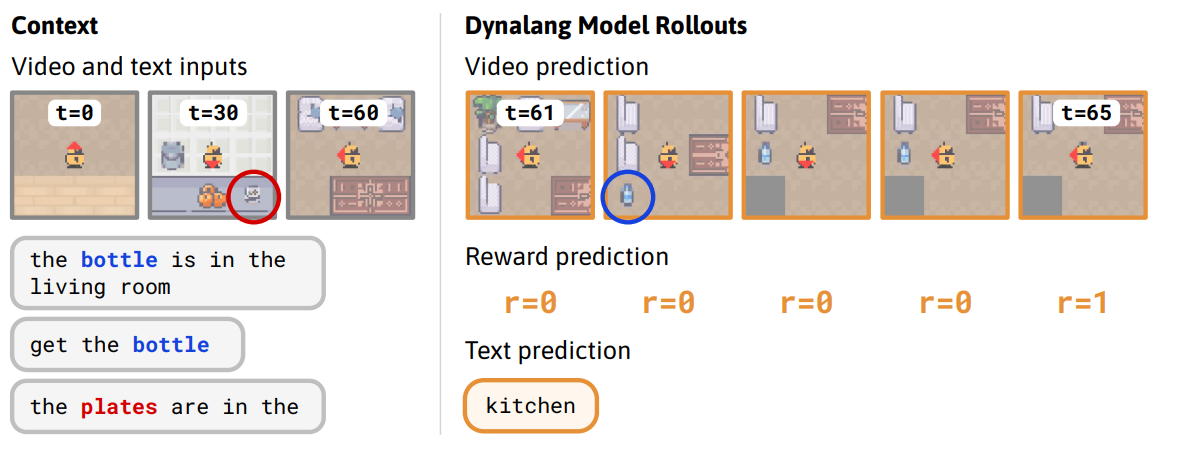 Context
Video and text inputs
t=0
t=30
t=60
the bottle is in the
living room
get the bottle
the plates are in the
Dynalang Model Rollouts
Video prediction
t=61
t=65
Reward prediction
r=0
r=0
r=0
r=0
r=1
Text prediction
kitchen